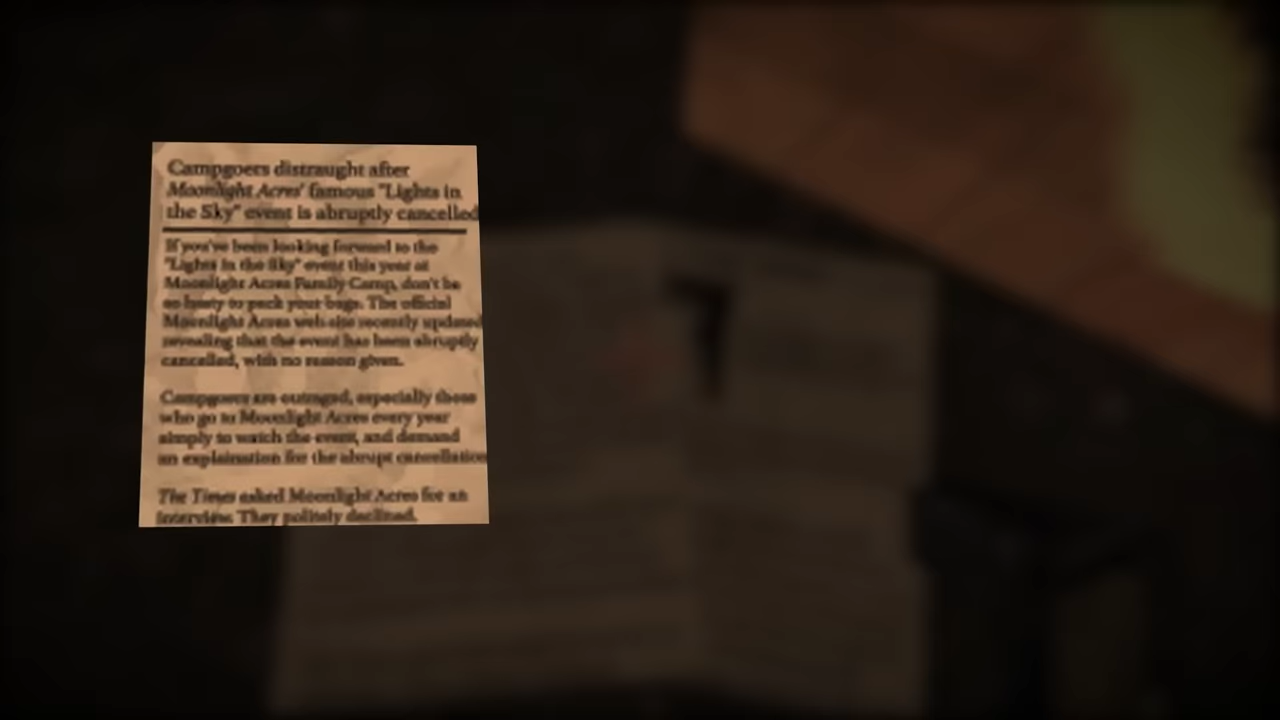 Campgoers distraught after
Moonlight Acres' famous "Lights in
the Sky" event is abruptly cancelled
If you've been looking forward to the
"Lights in the Sky" event this year at
Moonlight Acres Family Camp, don't be
so hasty to pack your bags. The official
Moonlight Acres web site recently updated
revealing that the event has been abruptly
cancelled, with no reason given.
Campgoers are outraged, especially those
who go to Moonlight Acres every year
simply to watch the event, and demand
an explaination for the abrupt cancellation
The Times asked Moonlight Acres for an
interview. They politely declined.